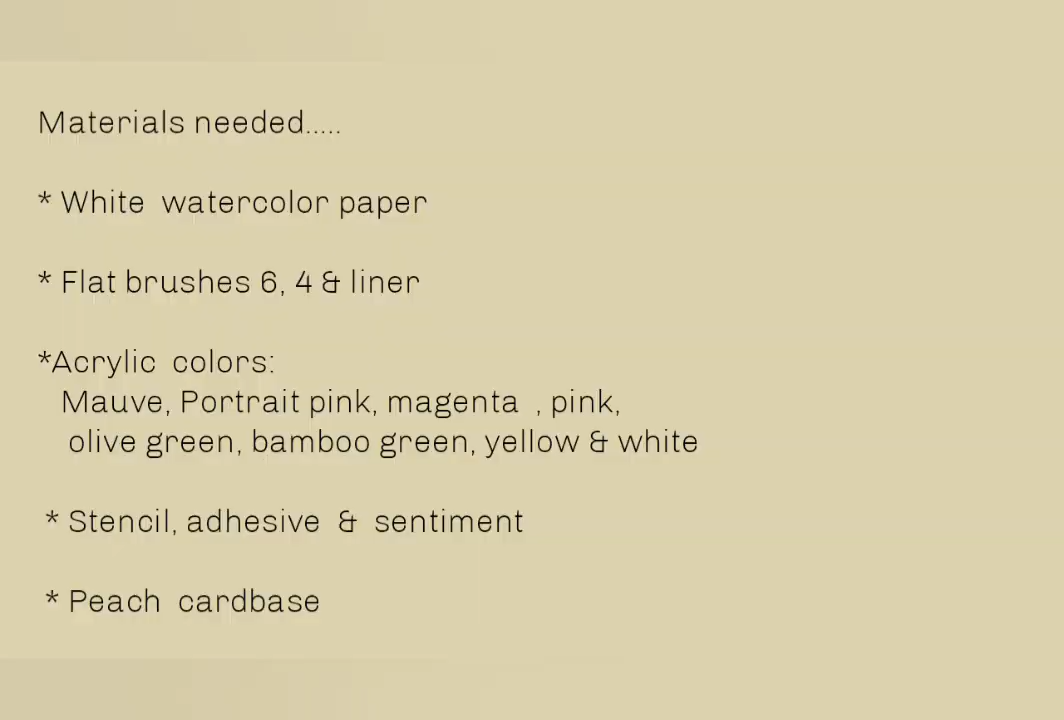 Materials needed.....
* White  watercolor paper
* Flat brushes 6, 4 & liner
*Acrylic  colors:
Mauve, Portrait pink, magenta  , pink,
olive green, bamboo green, yellow & white
* Stencil, adhesive  &  sentiment
* Peach  cardbase